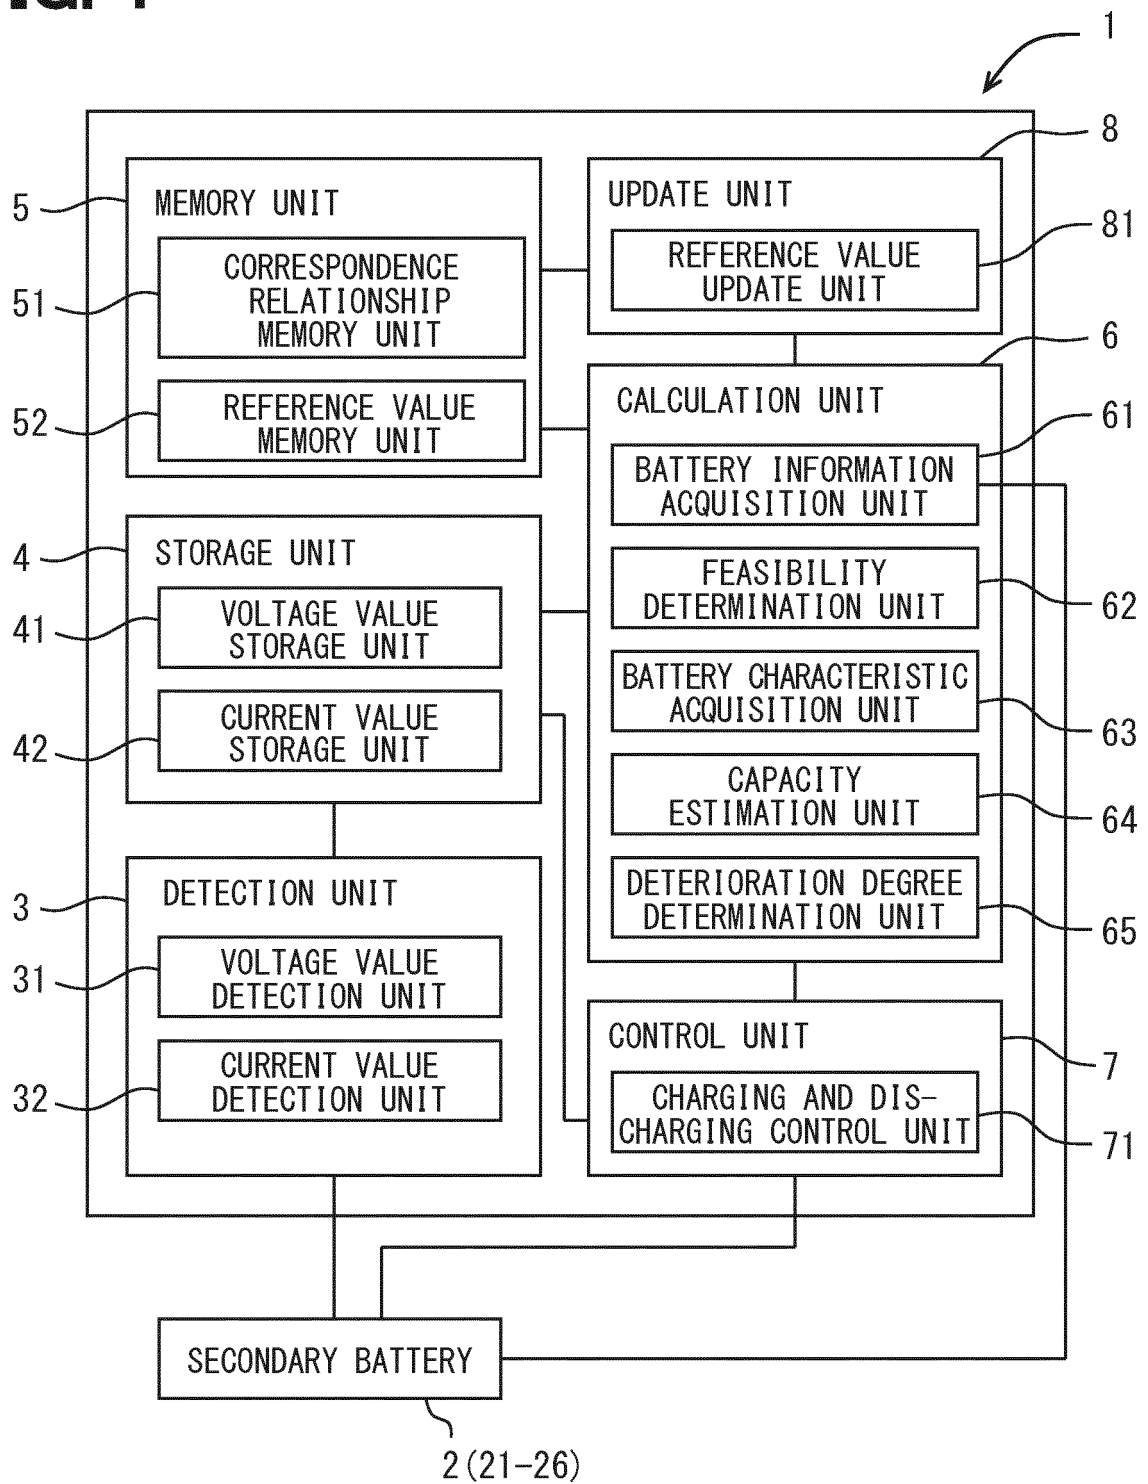 1
8
5
MEMORY UNIT
UPDATE UNIT
81
51
CORRESPONDENCE
RELATIONSHIP
MEMORY UNIT
REFERENCE VALUE
UPDATE UNIT
6
52
REFERENCE VALUE
MEMORY UNIT
CALCULATION UNIT
61
BATTERY INFORMATION
ACQUISITION UNIT
4
STORAGE UNIT
FEASIBILITY
DETERMINATION UNIT
62
41
VOLTAGE VALUE
STORAGE UNIT
BATTERY CHARACTERISTIC
ACQUISITION UNIT
63
42
CURRENT VALUE
STORAGE UNIT
CAPACITY
ESTIMATION UNIT
64
3
DETECTION UNIT
DETERIORATION DEGREE
DETERMINATION UNIT
65
31
VOLTAGE VALUE
DETECTION UNIT
CONTROL UNIT
7
32
CURRENT VALUE
DETECTION UNIT
CHARGING AND DIS-
CHARGING CONTROL UNIT
71
SECONDARY BATTERY
2(21-26)